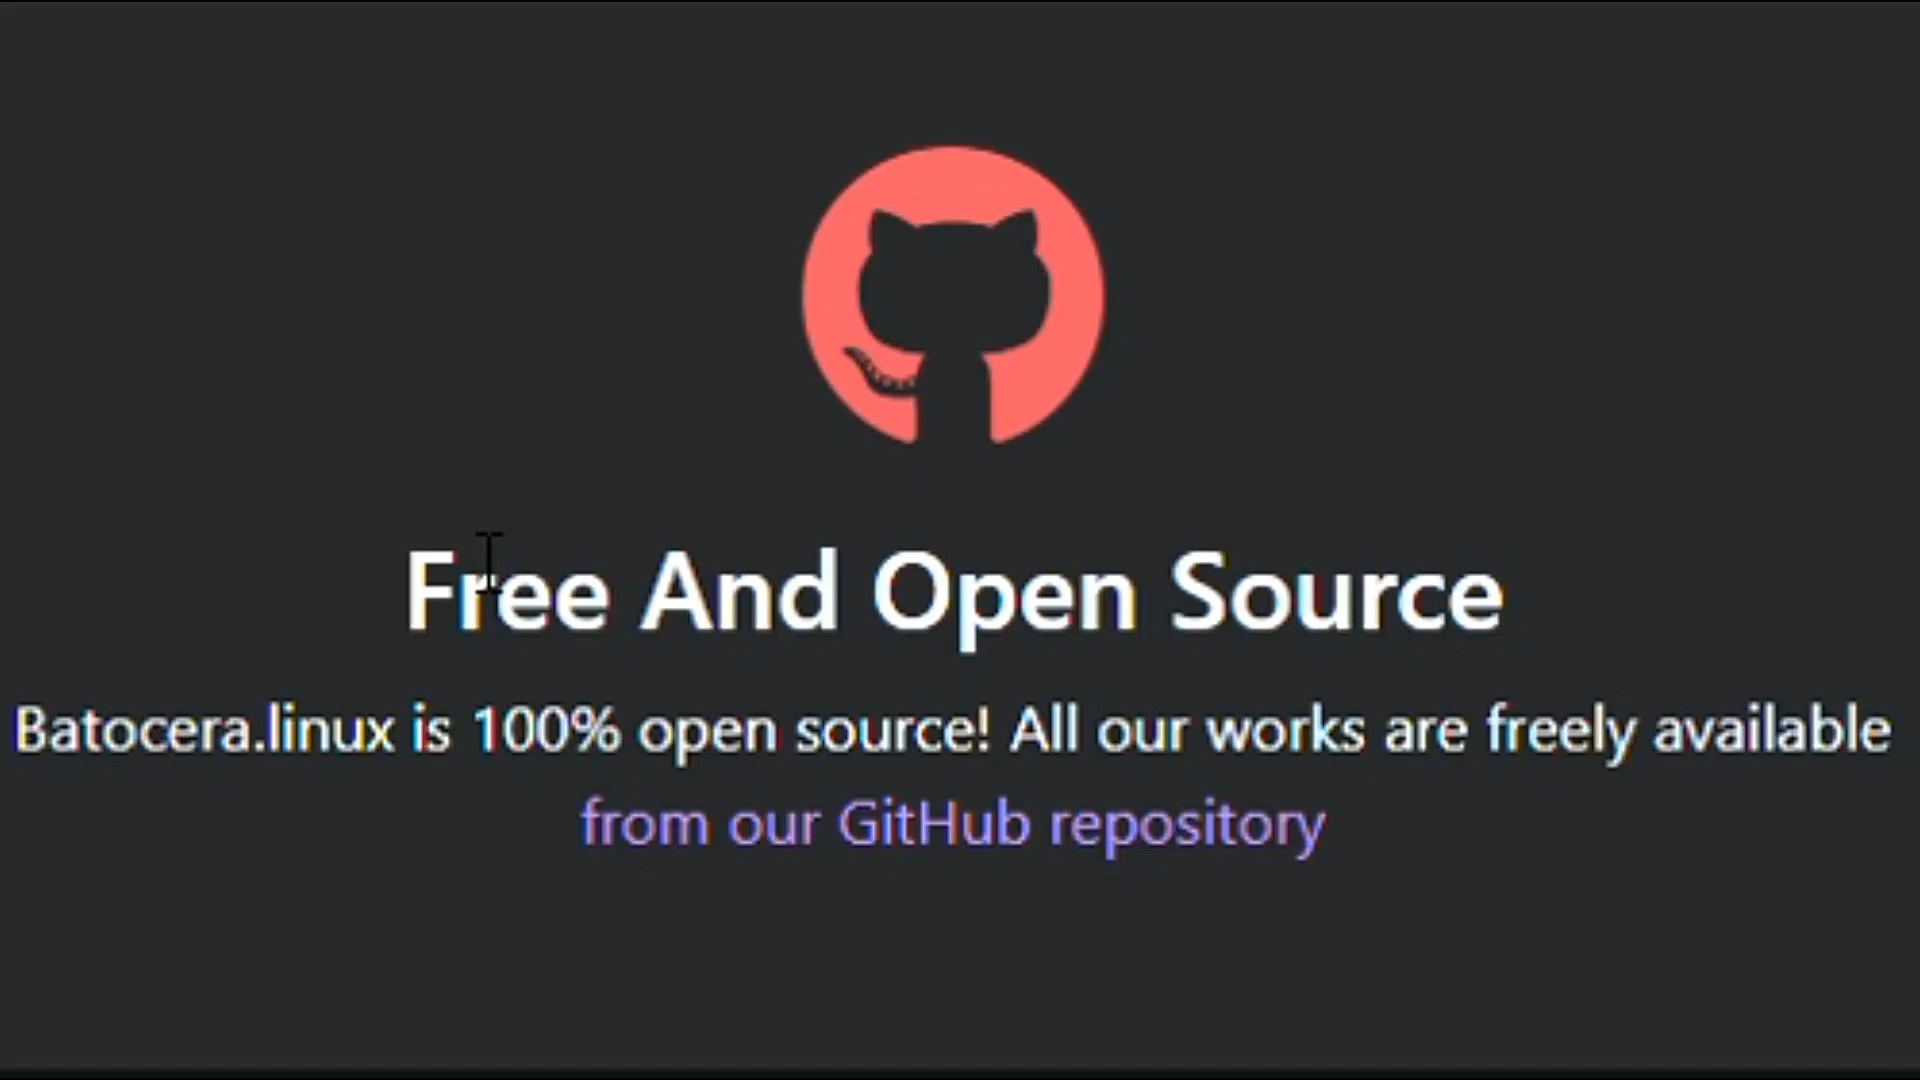 Free And Open Source
Batocera.linux is 100% open source! All our works are freely available
from our GitHub repository